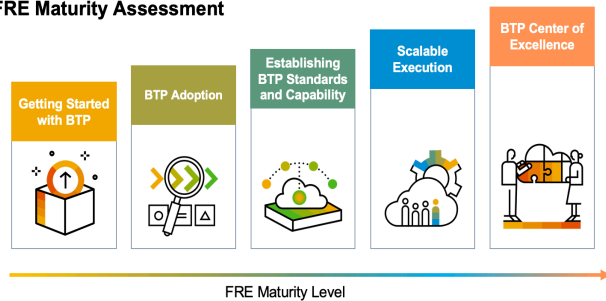 FRE Maturity Assessment
Getting Started
with BTP
BTP Adoption
Establishing
BTP Standards
and Capability
Scalable
Execution
BTP Center of
Excellence
FRE Maturity Level